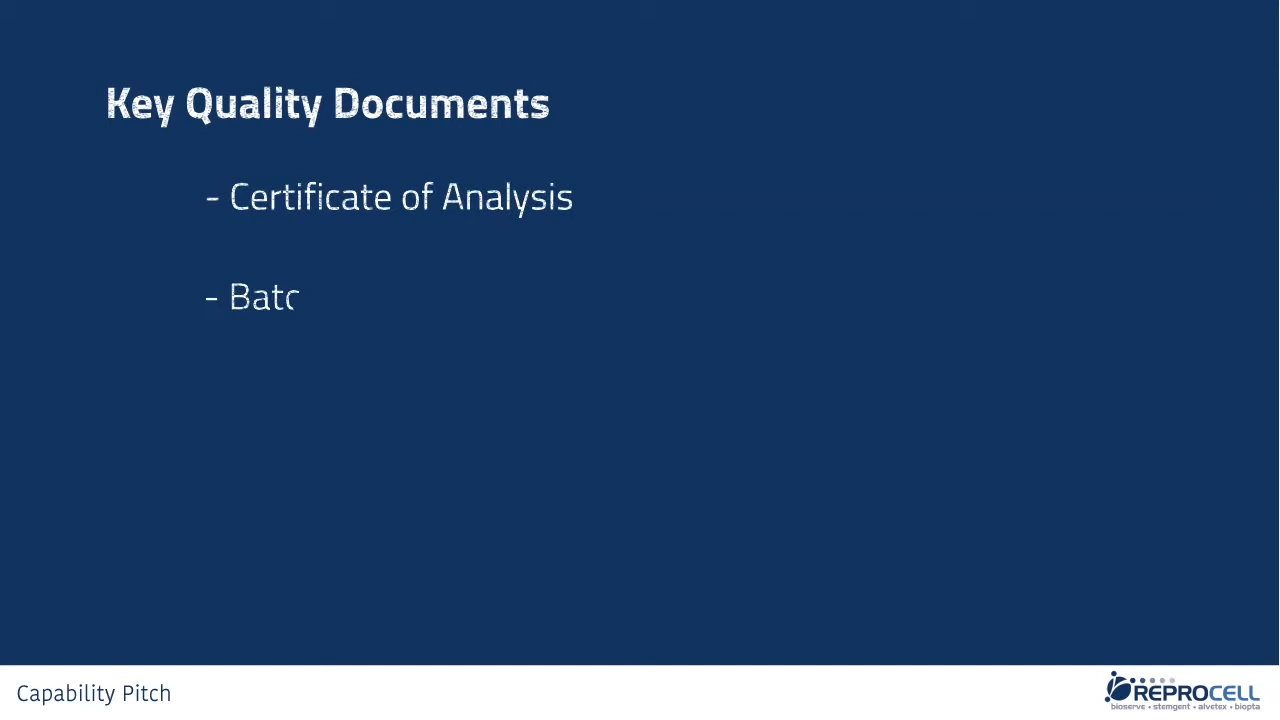 Key Quality Documents
- Certificate of Analysis
- Batc
Capability Pitch
REPROCELL
bioserve • stemgent • alvetex • biopta